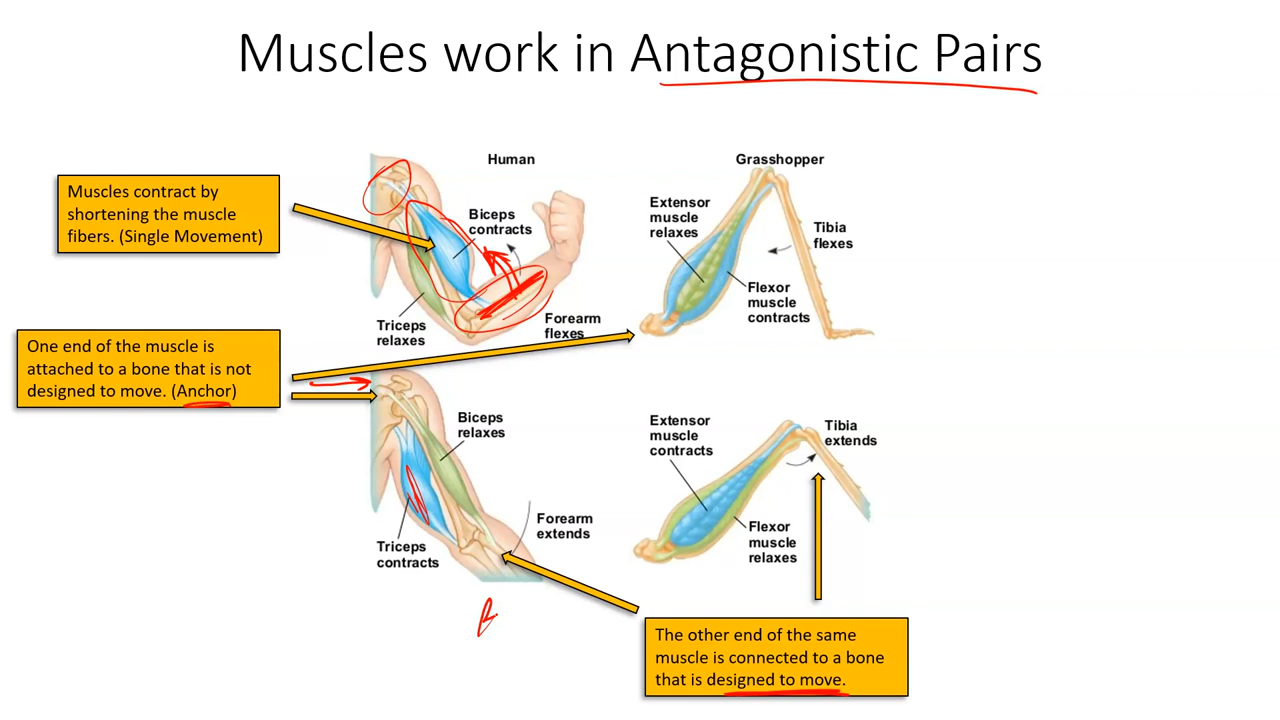 Muscles work in Antagonistic Pairs
Muscles contract by
shortening the muscle
fibers. (Single Movement)
Human
Biceps
contracts
Triceps
relaxes
Forearm
flexes
Grasshopper
Extensor
muscle
relaxes
Tibia
flexes
Flexor
muscle
contracts
One end of the muscle is
attached to a bone that is not
designed to move. (Anchor)
Biceps
relaxes
Triceps
contracts
Forearm
extends
Extensor
muscle
contracts
Tibia
extends
Flexor
muscle
relaxes
The other end of the same
muscle is connected to a bone
that is designed to move.